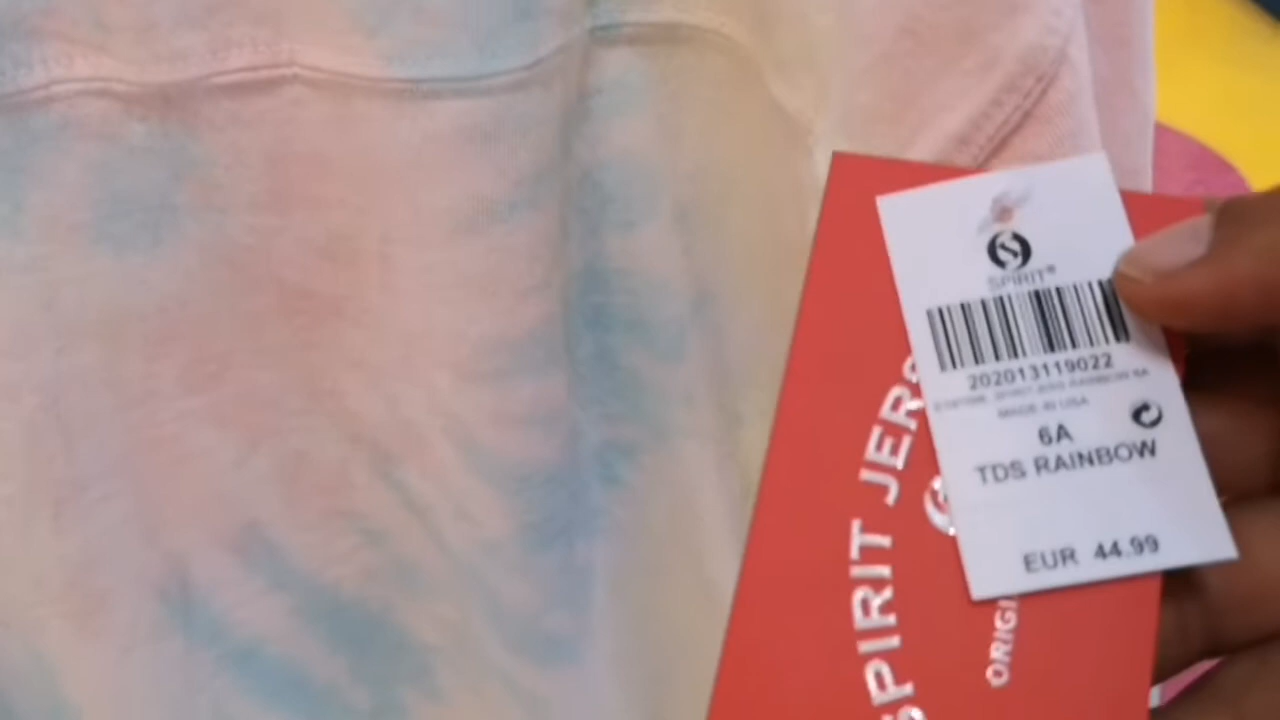 SPIRIT®
202013119022
MADE IN USA
6A
TDS RAINBOW
EUR 44.99
SPIRIT JERS
ORIGI